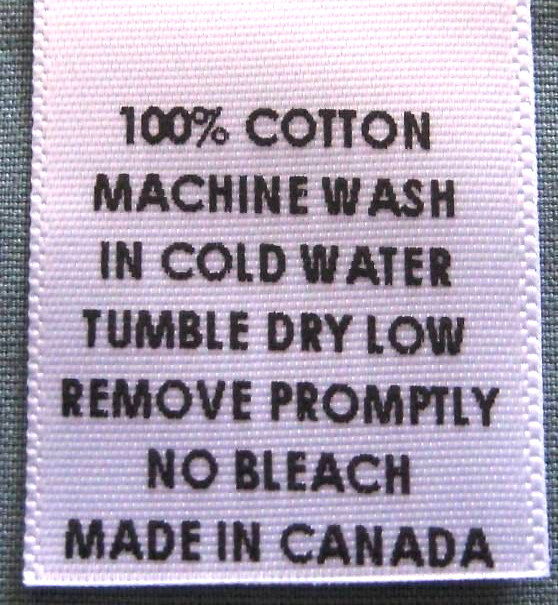 100% COTTON
MACHINE WASH
IN COLD WATER
TUMBLE DRY LOW
REMOVE PROMPTLY
NO BLEACH
MADE IN CANADA